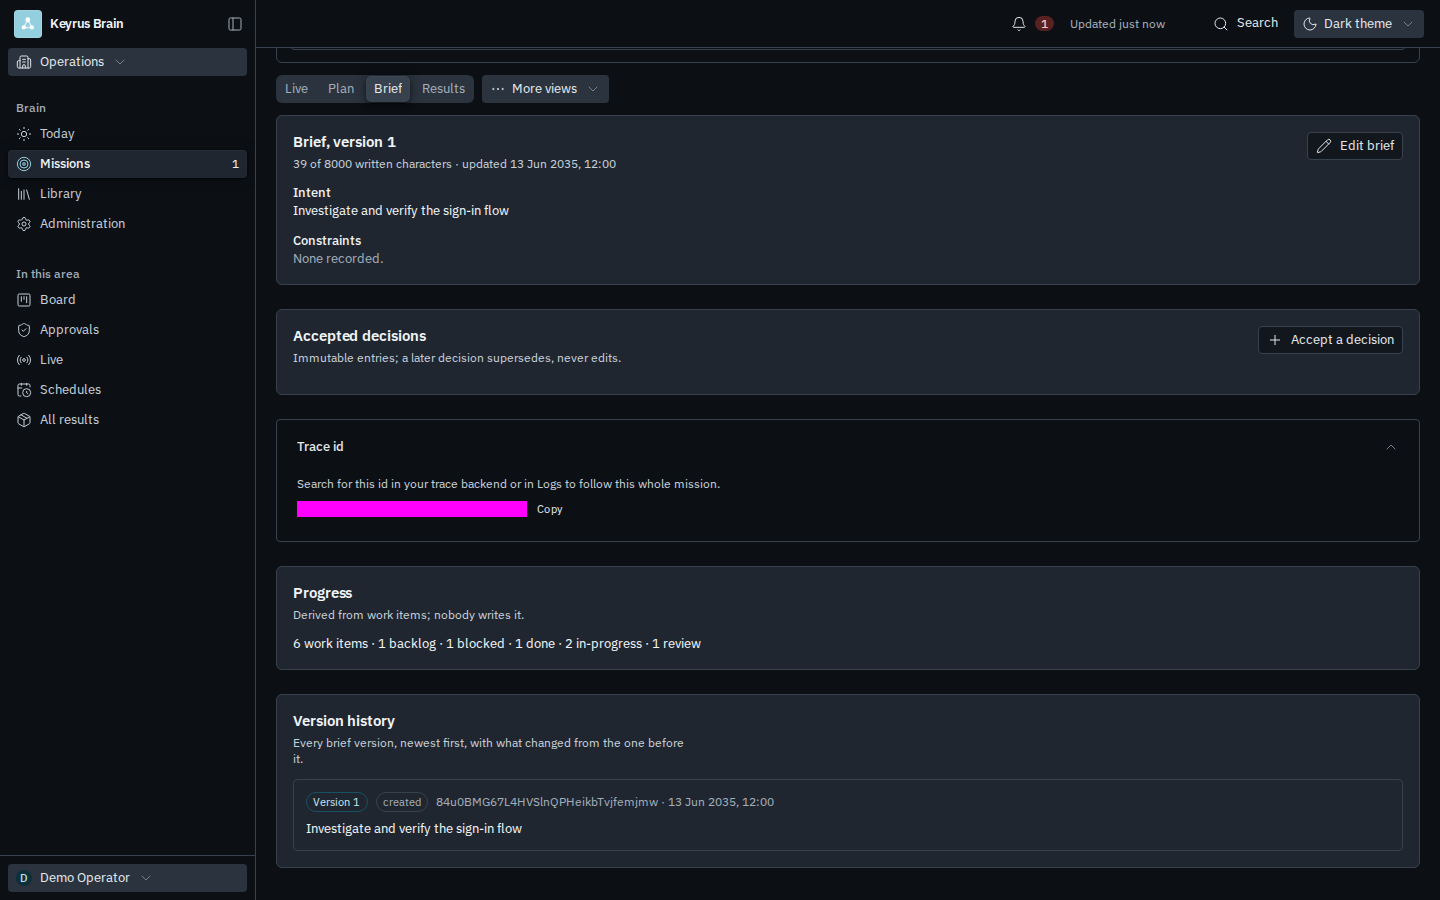 Keyrus Brain
1
Updated just now
Search
Dark theme
Operations
Brain
Today
Missions
1
Library
Administration
In this area
Board
Approvals
Live
Schedules
All results
Demo Operator
D
Live
Plan
Brief
Results
More views
Brief, version 1
Edit brief
39 of 8000 written characters · updated 13 Jun 2035, 12:00
Intent
Investigate and verify the sign-in flow
Constraints
None recorded.
Accepted decisions
Accept a decision
Immutable entries; a later decision supersedes, never edits.
Trace id
Search for this id in your trace backend or in Logs to follow this whole mission.
Copy
Progress
Derived from work items; nobody writes it.
6 work items · 1 backlog · 1 blocked · 1 done · 2 in-progress · 1 review
Version history
Every brief version, newest first, with what changed from the one before
it.
Version 1
created
84u0BMG67L4HVSlnQPHeikbTvjfemjmw · 13 Jun 2035, 12:00
Investigate and verify the sign-in flow